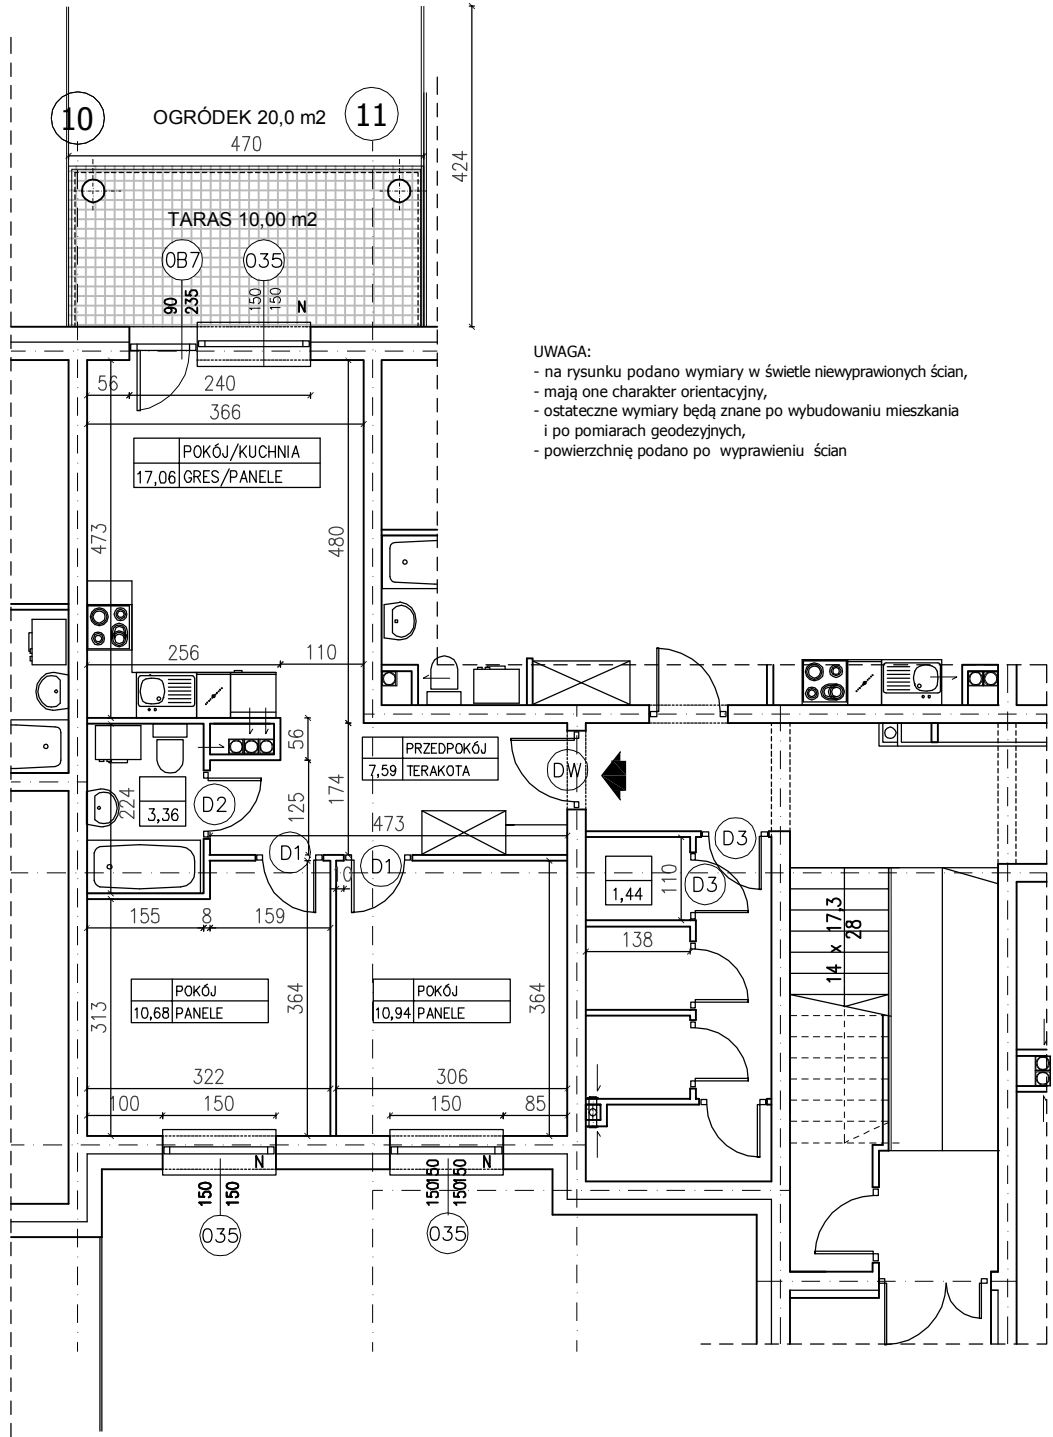 10
OGRÓDEK 20,0 m2
11
470
424
TARAS 10,00 m2
0B7
035
90
235
150
150
N
UWAGA:
- na rysunku podano wymiary w świetle niewyprawionych ścian,
- mają one charakter orientacyjny,
- ostateczne wymiary będą znane po wybudowaniu mieszkania
i po pomiarach geodezyjnych,
- powierzchnię podano po wyprawieniu ścian
56
240
366
POKÓJ/KUCHNIA
17,06 GRES/PANELE
473
480
256
110
56
PRZEDPOKÓJ
7,59 TERAKOTA
DW
224
3,36
D2
125
174
473
D1
10
D1
D3
D3
1,44
110
155
8
159
138
14 x 17,3
28
POKÓJ
10,68 PANELE
POKÓJ
10,94 PANELE
313
364
364
322
306
100
150
150
85
N
N
150
150
150150
150150
035
035